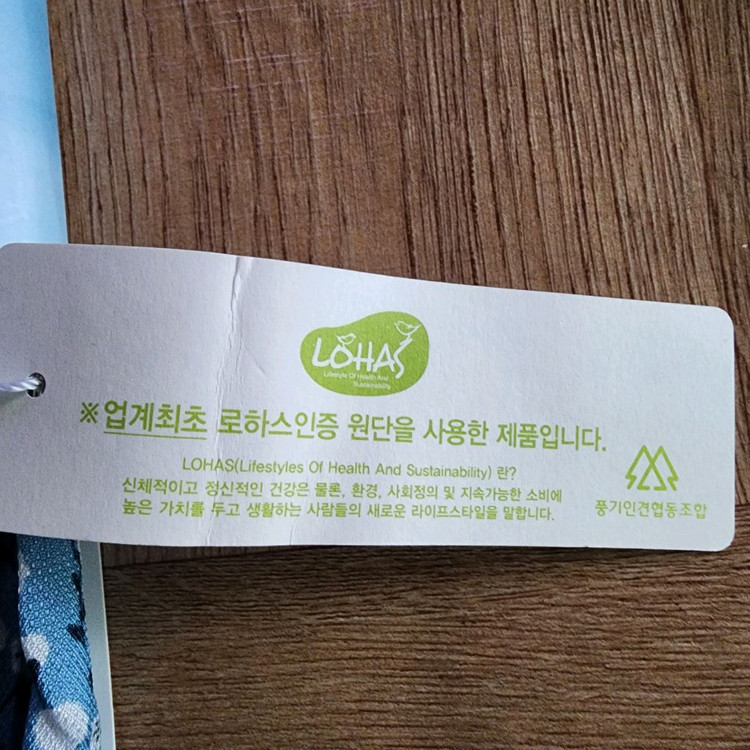 LOHAS
Lifestyle Of Health And
Sustainability
※업계최초 로하스인증 원단을 사용한 제품입니다.
LOHAS(Lifestyles Of Health And Sustainability) 란?
신체적이고 정신적인 건강은 물론, 환경, 사회정의 및 지속가능한 소비에
높은 가치를 두고 생활하는 사람들의 새로운 라이프스타일을 말합니다.
풍기인견협동조합